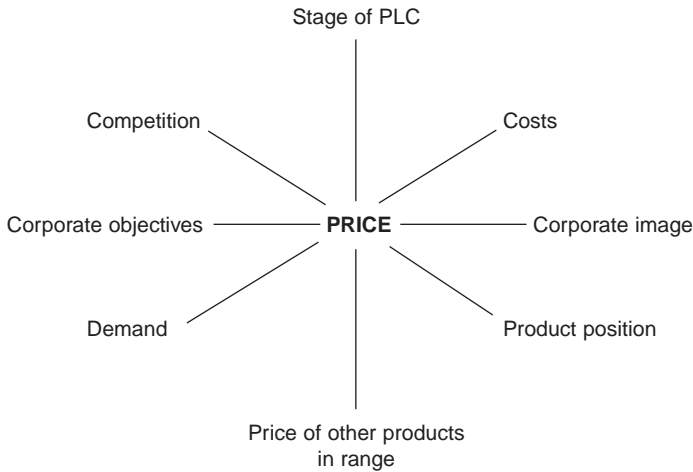 Stage of PLC
Competition
Costs
Corporate objectives
PRICE
Corporate image
Demand
Product position
Price of other products
in range